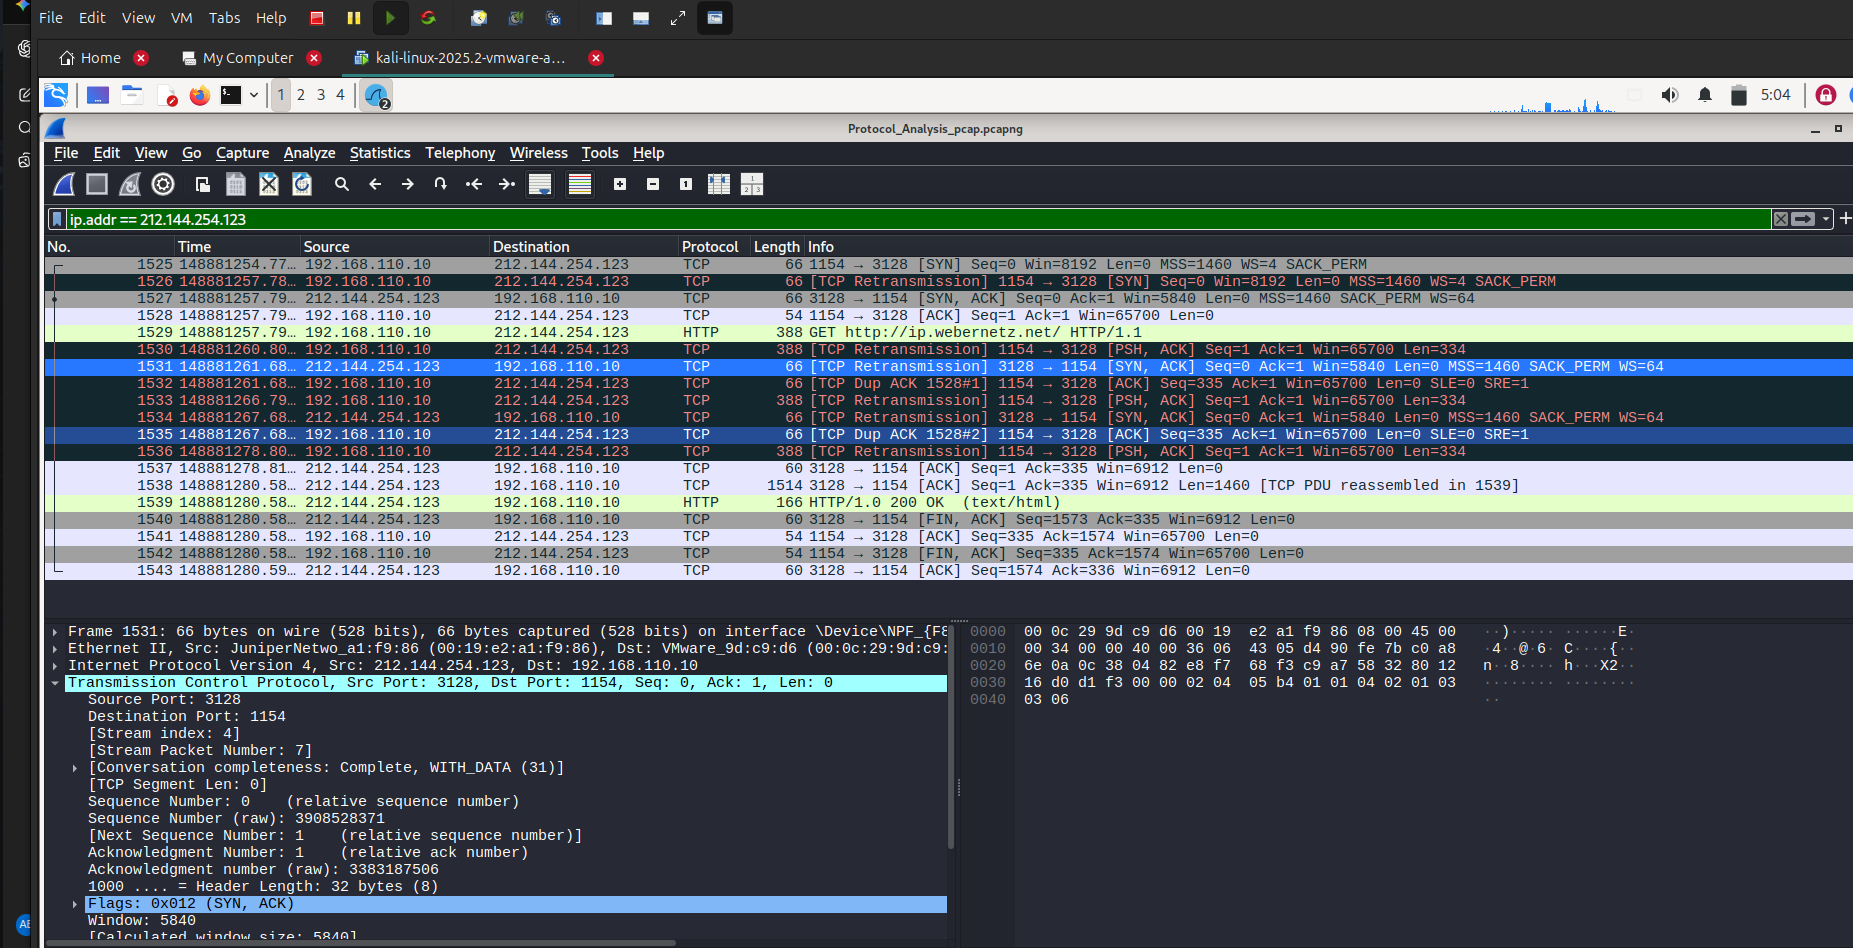 File Edit View VM Tabs Help
Home My Computer kali-linux-2025.2-vmware-a...
1 2 3 4 2 5:04
Protocol_Analysis_pcap.pcapng
File Edit View Go Capture Analyze Statistics Telephony Wireless Tools Help
ip.addr == 212.144.254.123
No. Time Source Destination Protocol Length Info
1525 148881254.77… 192.168.110.10 212.144.254.123 TCP 66 1154 → 3128 [SYN] Seq=0 Win=8192 Len=0 MSS=1460 WS=4 SACK_PERM
1526 148881257.78… 192.168.110.10 212.144.254.123 TCP 66 [TCP Retransmission] 1154 → 3128 [SYN] Seq=0 Win=8192 Len=0 MSS=1460 WS=4 SACK_PERM
1527 148881257.79… 212.144.254.123 192.168.110.10 TCP 66 3128 → 1154 [SYN, ACK] Seq=0 Ack=1 Win=5840 Len=0 MSS=1460 SACK_PERM WS=64
1528 148881257.79… 192.168.110.10 212.144.254.123 TCP 54 1154 → 3128 [ACK] Seq=1 Ack=1 Win=65700 Len=0
1529 148881257.79… 192.168.110.10 212.144.254.123 HTTP 388 GET http://ip.webernetz.net/ HTTP/1.1
1530 148881260.80… 192.168.110.10 212.144.254.123 TCP 388 [TCP Retransmission] 1154 → 3128 [PSH, ACK] Seq=1 Ack=1 Win=65700 Len=334
1531 148881261.68… 212.144.254.123 192.168.110.10 TCP 66 [TCP Retransmission] 3128 → 1154 [SYN, ACK] Seq=0 Ack=1 Win=5840 Len=0 MSS=1460 SACK_PERM WS=64
1532 148881261.68… 192.168.110.10 212.144.254.123 TCP 66 [TCP Dup ACK 1528#1] 1154 → 3128 [ACK] Seq=335 Ack=1 Win=65700 Len=0 SLE=0 SRE=1
1533 148881266.79… 192.168.110.10 212.144.254.123 TCP 388 [TCP Retransmission] 1154 → 3128 [PSH, ACK] Seq=1 Ack=1 Win=65700 Len=334
1534 148881267.68… 212.144.254.123 192.168.110.10 TCP 66 [TCP Retransmission] 3128 → 1154 [SYN, ACK] Seq=0 Ack=1 Win=5840 Len=0 MSS=1460 SACK_PERM WS=64
1535 148881267.68… 192.168.110.10 212.144.254.123 TCP 66 [TCP Dup ACK 1528#2] 1154 → 3128 [ACK] Seq=335 Ack=1 Win=65700 Len=0 SLE=0 SRE=1
1536 148881278.80… 192.168.110.10 212.144.254.123 TCP 388 [TCP Retransmission] 1154 → 3128 [PSH, ACK] Seq=1 Ack=1 Win=65700 Len=334
1537 148881278.81… 212.144.254.123 192.168.110.10 TCP 60 3128 → 1154 [ACK] Seq=1 Ack=335 Win=6912 Len=0
1538 148881280.58… 212.144.254.123 192.168.110.10 TCP 1514 3128 → 1154 [ACK] Seq=1 Ack=335 Win=6912 Len=1460 [TCP PDU reassembled in 1539]
1539 148881280.58… 212.144.254.123 192.168.110.10 HTTP 166 HTTP/1.0 200 OK (text/html)
1540 148881280.58… 212.144.254.123 192.168.110.10 TCP 60 3128 → 1154 [FIN, ACK] Seq=1573 Ack=335 Win=6912 Len=0
1541 148881280.58… 192.168.110.10 212.144.254.123 TCP 54 1154 → 3128 [ACK] Seq=335 Ack=1574 Win=65700 Len=0
1542 148881280.58… 192.168.110.10 212.144.254.123 TCP 54 1154 → 3128 [FIN, ACK] Seq=335 Ack=1574 Win=65700 Len=0
1543 148881280.59… 212.144.254.123 192.168.110.10 TCP 60 3128 → 1154 [ACK] Seq=1574 Ack=336 Win=6912 Len=0
Frame 1531: 66 bytes on wire (528 bits), 66 bytes captured (528 bits) on interface \Device\NPF_{F8
Ethernet II, Src: JuniperNetwo_a1:f9:86 (00:19:e2:a1:f9:86), Dst: VMware_9d:c9:d6 (00:0c:29:9d:c9:
Internet Protocol Version 4, Src: 212.144.254.123, Dst: 192.168.110.10
Transmission Control Protocol, Src Port: 3128, Dst Port: 1154, Seq: 0, Ack: 1, Len: 0
Source Port: 3128
Destination Port: 1154
[Stream index: 4]
[Stream Packet Number: 7]
[Conversation completeness: Complete, WITH_DATA (31)]
[TCP Segment Len: 0]
Sequence Number: 0 (relative sequence number)
Sequence Number (raw): 3908528371
[Next Sequence Number: 1 (relative sequence number)]
Acknowledgment Number: 1 (relative ack number)
Acknowledgment number (raw): 3383187506
1000 .... = Header Length: 32 bytes (8)
Flags: 0x012 (SYN, ACK)
Window: 5840
[Calculated window size: 5840]
0000 00 0c 29 9d c9 d6 00 19 e2 a1 f9 86 08 00 45 00 ··)····· ······E·
0010 00 34 00 00 40 00 36 06 43 05 d4 90 fe 7b c0 a8 ·4··@·6· C····{··
0020 6e 0a 0c 38 04 82 e8 f7 68 f3 c9 a7 58 32 80 12 n··8···· h···X2··
0030 16 d0 d1 f3 00 00 02 04 05 b4 01 01 04 02 01 03 ········ ········
0040 03 06 ··
AE